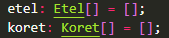 etel: Etel[] = [];
koret: Koret[] = [];